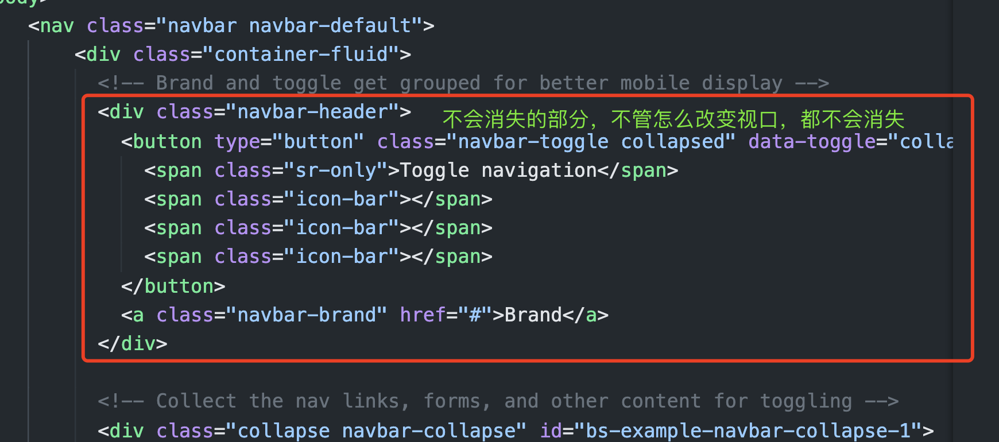 <nav class="navbar navbar-default">
<div class="container-fluid">
<!-- Brand and toggle get grouped for better mobile display -->
<div class="navbar-header"> 不会消失的部分，不管怎么改变视口，都不会消失
<button type="button" class="navbar-toggle collapsed" data-toggle="colla
<span class="sr-only">Toggle navigation</span>
<span class="icon-bar"></span>
<span class="icon-bar"></span>
<span class="icon-bar"></span>
</button>
<a class="navbar-brand" href="#">Brand</a>
</div>
<!-- Collect the nav links, forms, and other content for toggling -->
<div class="collapse navbar-collapse" id="bs-example-navbar-collapse-1">